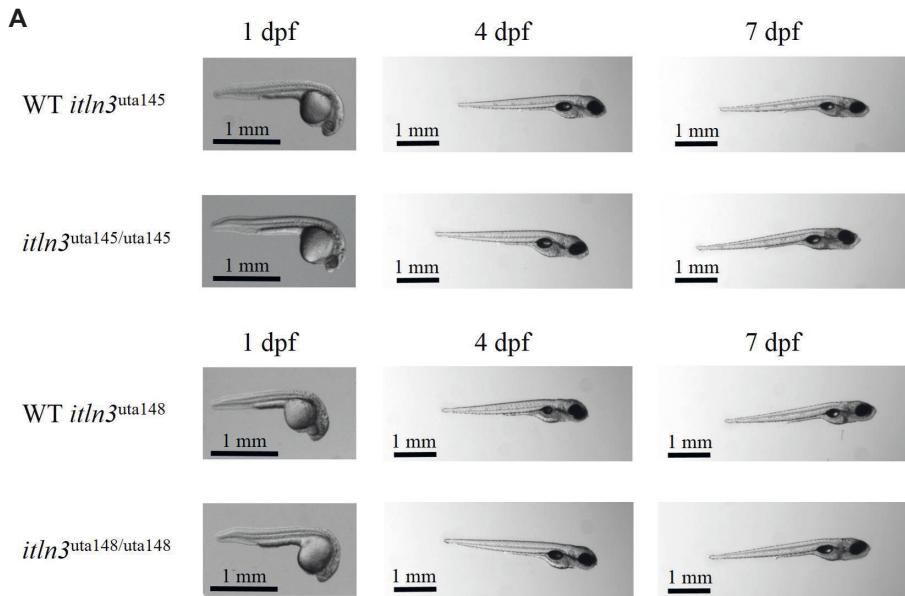 A
1 dpf 4 dpf 7 dpf
WT itln3uta145
1 mm 1 mm 1 mm
itln3uta145/uta145
1 mm 1 mm 1 mm
1 dpf 4 dpf 7 dpf
WT itln3uta148
1 mm 1 mm 1 mm
itln3uta148/uta148
1 mm 1 mm 1 mm